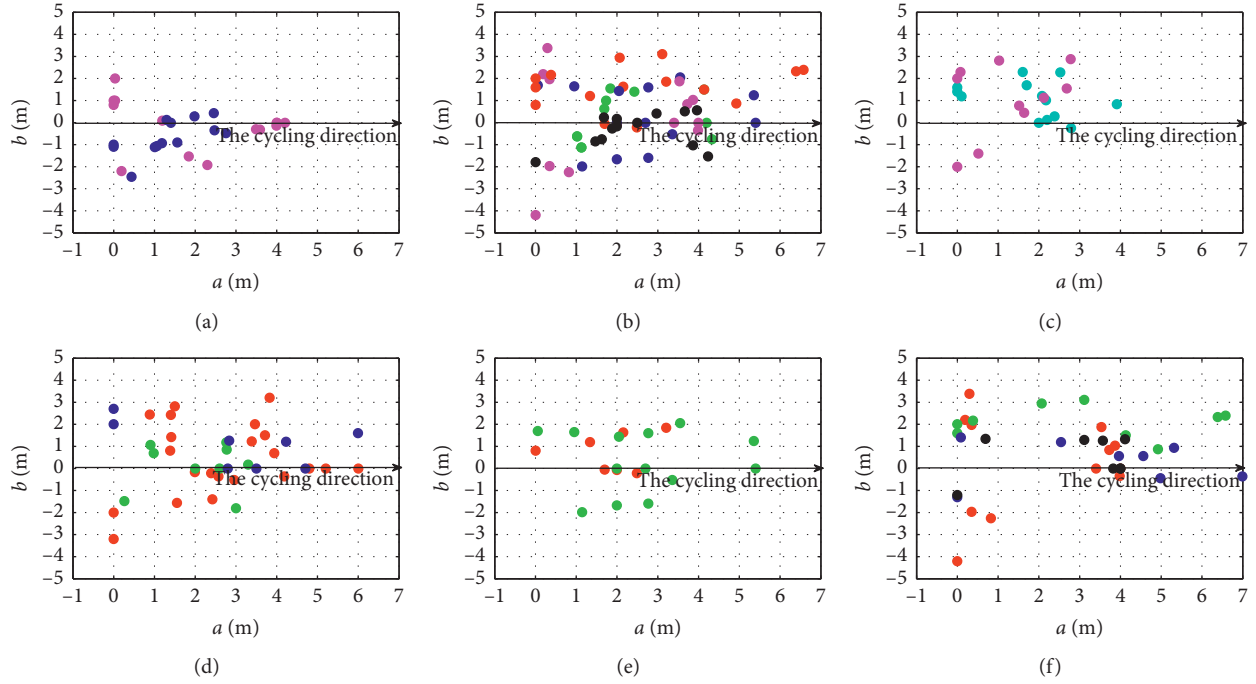 5 5 5
4 4 4
3 3 3
2 2 2
1 1 1
0 The cycling direction 0 The cycling direction 0 The cycling direction
−1 −1 −1
−2 −2 −2
−3 −3 −3
−4 −4 −4
−5 −5 −5
b (m) b (m) b (m)
−1 0 1 2 3 4 5 6 7 −1 0 1 2 3 4 5 6 7 −1 0 1 2 3 4 5 6 7
a (m) a (m) a (m)
(a) (b) (c)
5 5 5
4 4 4
3 3 3
2 2 2
1 1 1
0 The cycling direction 0 The cycling direction 0 The cycling direction
−1 −1 −1
−2 −2 −2
−3 −3 −3
−4 −4 −4
−5 −5 −5
b (m) b (m) b (m)
−1 0 1 2 3 4 5 6 7 −1 0 1 2 3 4 5 6 7 −1 0 1 2 3 4 5 6 7
a (m) a (m) a (m)
(d) (e) (f)